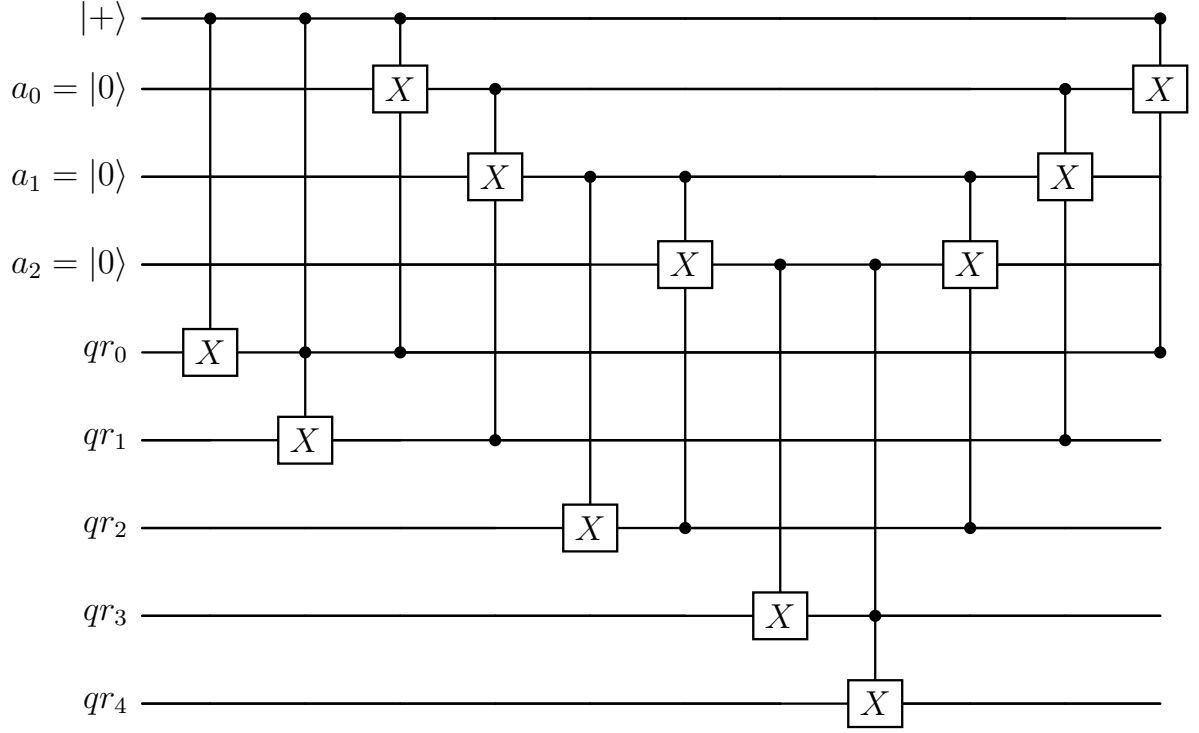 |+⟩
a₀ = |0⟩ X X
a₁ = |0⟩ X X
a₂ = |0⟩ X X
qr₀ X
qr₁ X
qr₂ X
qr₃ X
qr₄ X